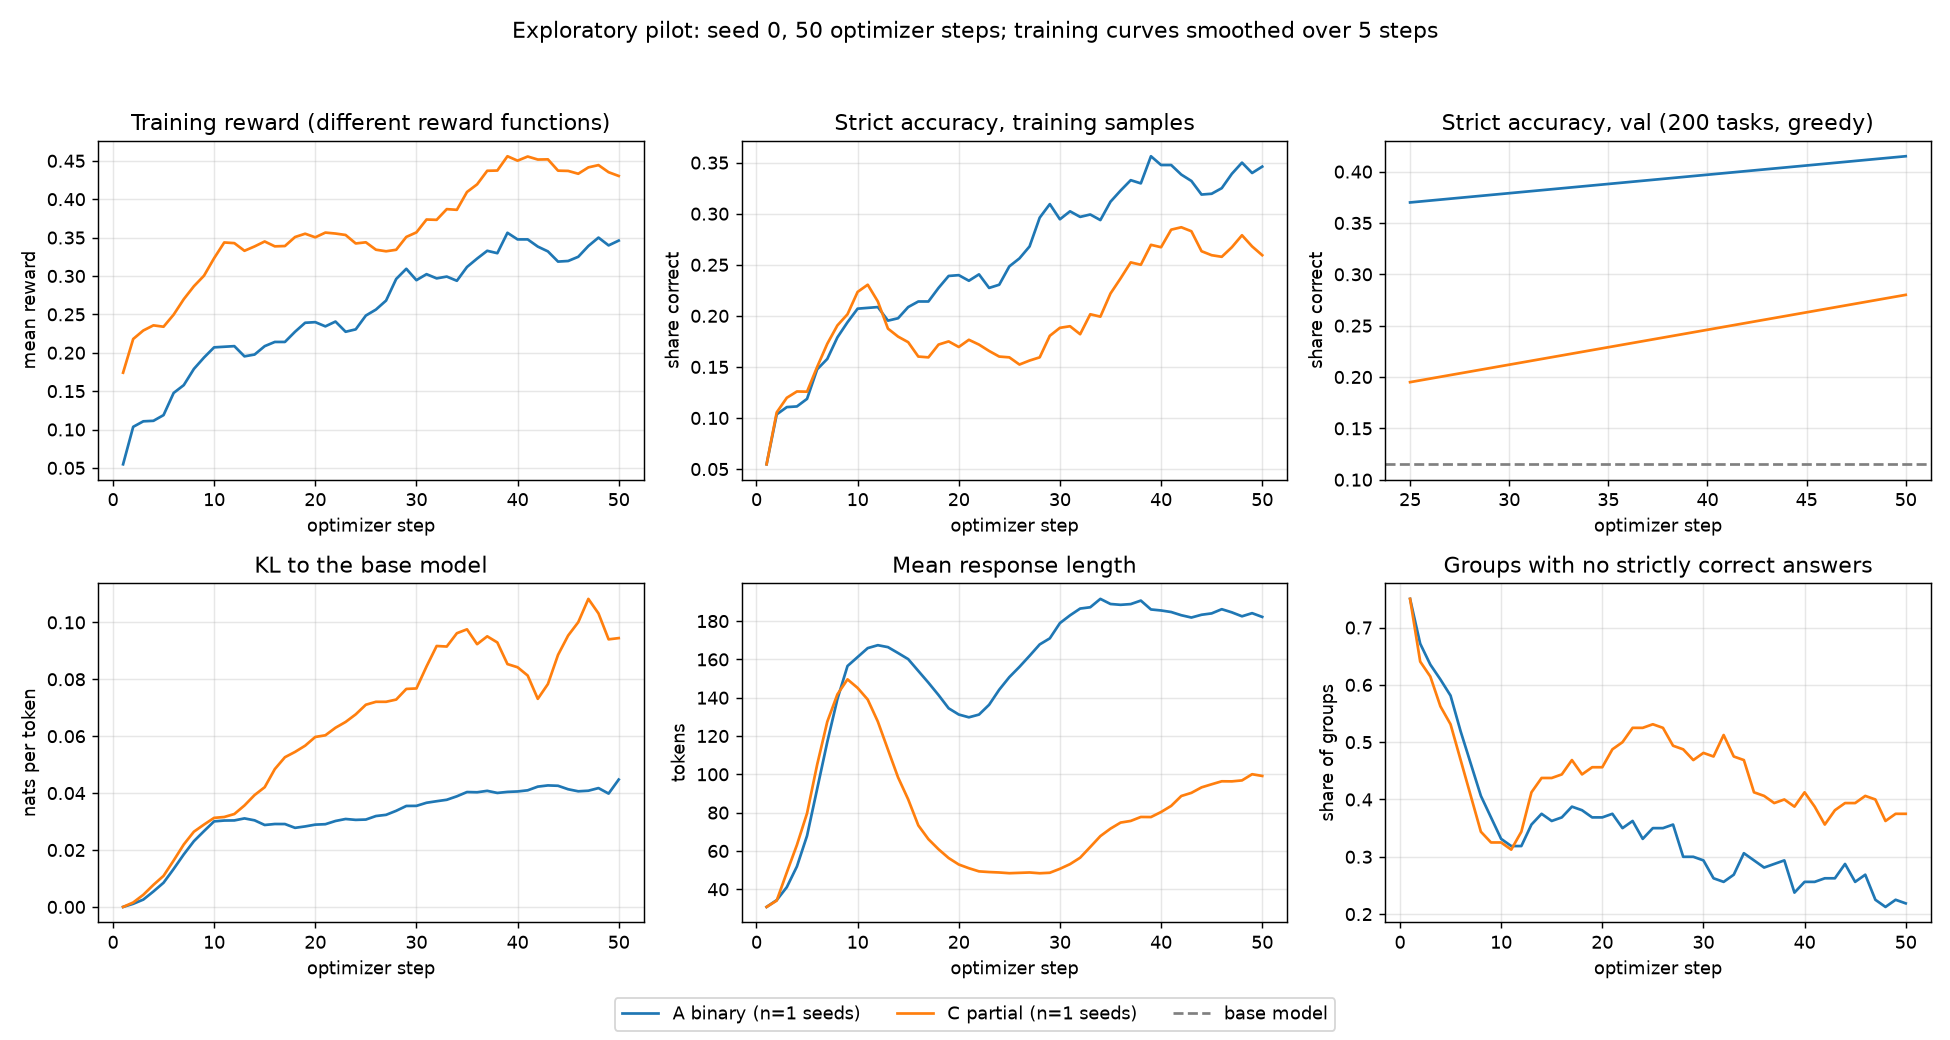 Exploratory pilot: seed 0, 50 optimizer steps; training curves smoothed over 5 steps
Training reward (different reward functions)
mean reward
0.45
0.40
0.35
0.30
0.25
0.20
0.15
0.10
0.05
0 10 20 30 40 50
optimizer step
Strict accuracy, training samples
share correct
0.35
0.30
0.25
0.20
0.15
0.10
0.05
0 10 20 30 40 50
optimizer step
Strict accuracy, val (200 tasks, greedy)
share correct
0.40
0.35
0.30
0.25
0.20
0.15
0.10
25 30 35 40 45 50
optimizer step
KL to the base model
nats per token
0.10
0.08
0.06
0.04
0.02
0.00
0 10 20 30 40 50
optimizer step
Mean response length
tokens
180
160
140
120
100
80
60
40
0 10 20 30 40 50
optimizer step
Groups with no strictly correct answers
share of groups
0.7
0.6
0.5
0.4
0.3
0.2
0 10 20 30 40 50
optimizer step
A binary (n=1 seeds) C partial (n=1 seeds) base model